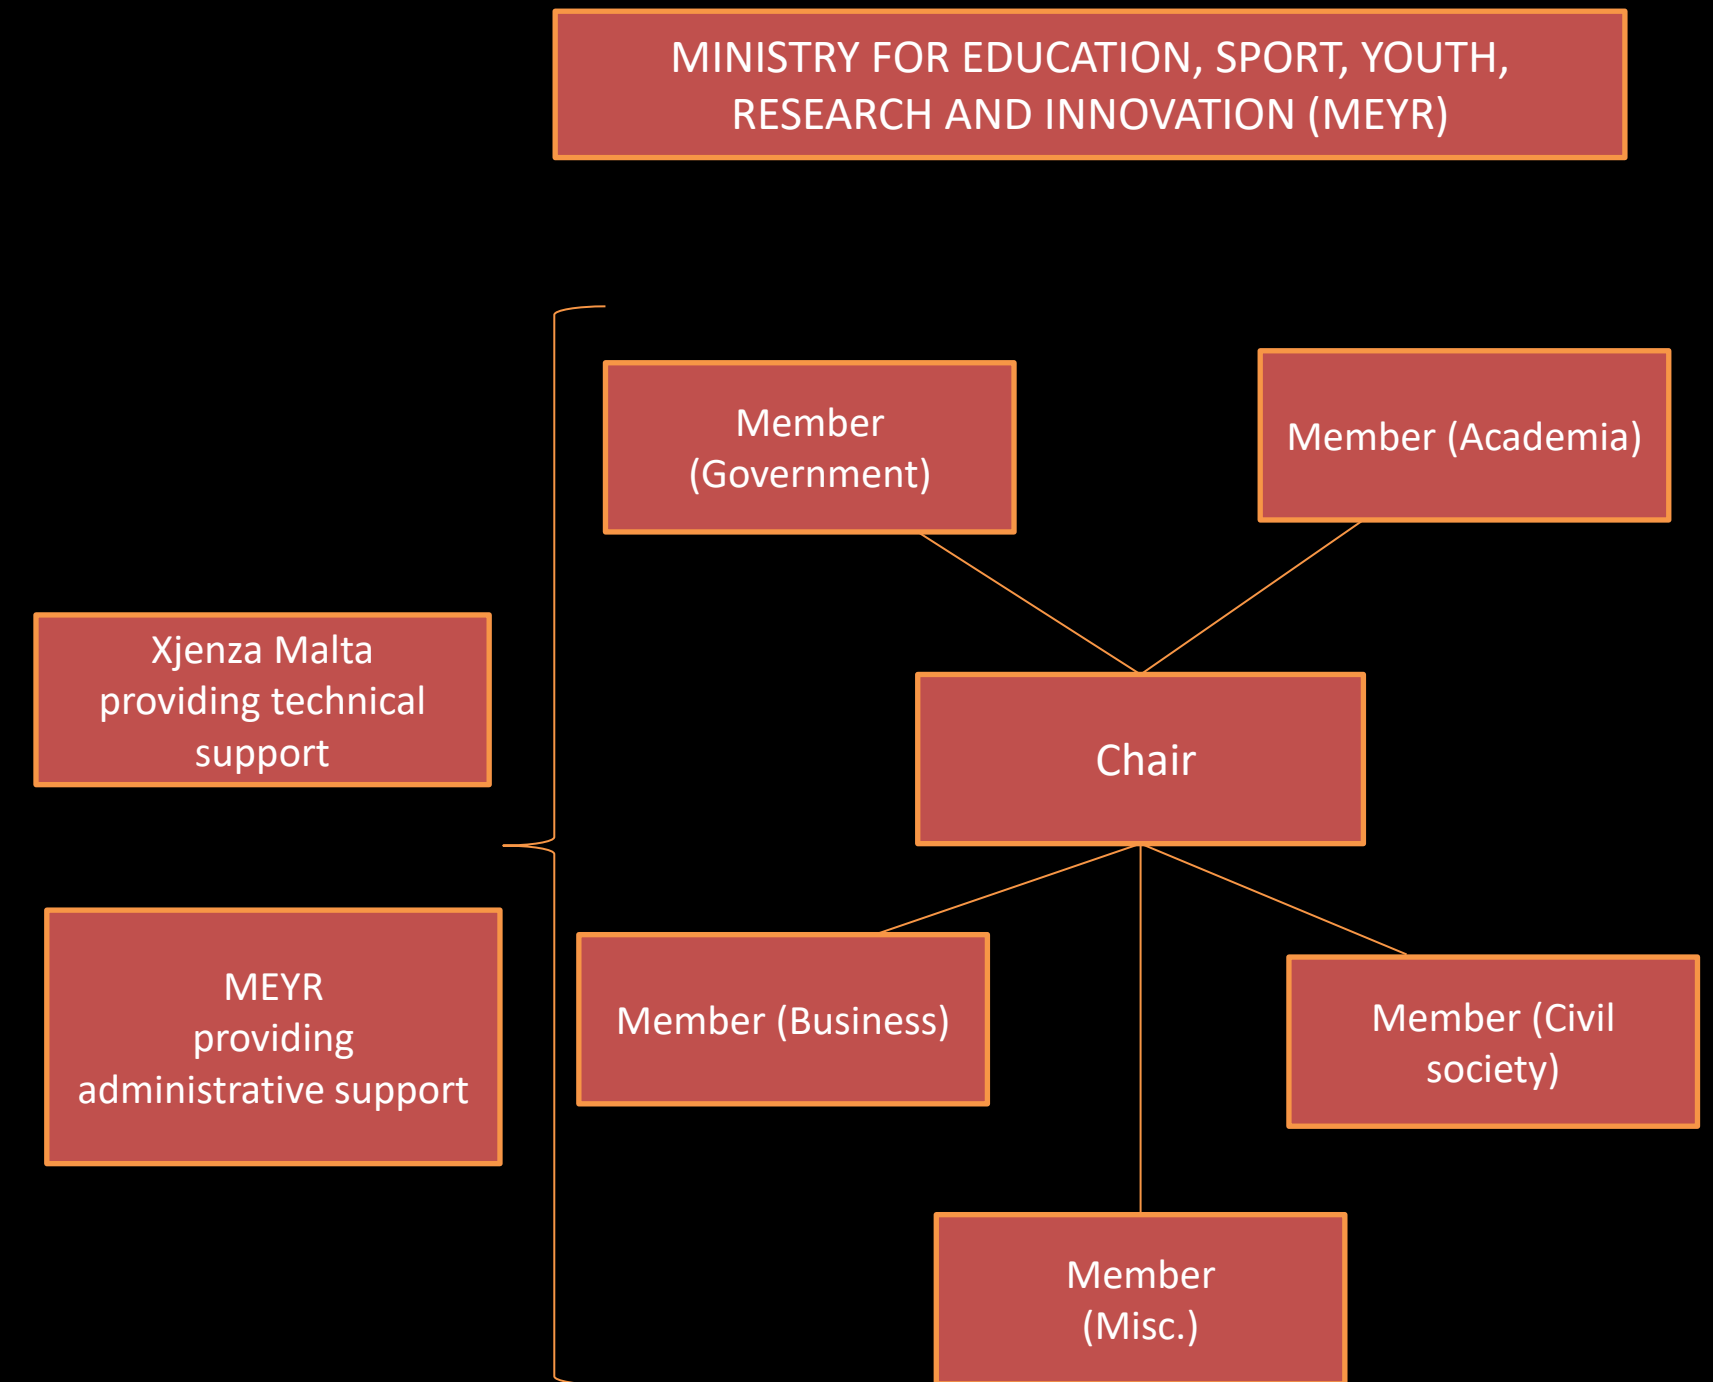 MINISTRY FOR EDUCATION, SPORT, YOUTH,
RESEARCH AND INNOVATION (MEYR)
Member
(Government)
Member (Academia)
Xjenza Malta
providing technical
support
Chair
MEYR
providing
administrative support
Member (Business)
Member (Civil
society)
Member
(Misc.)